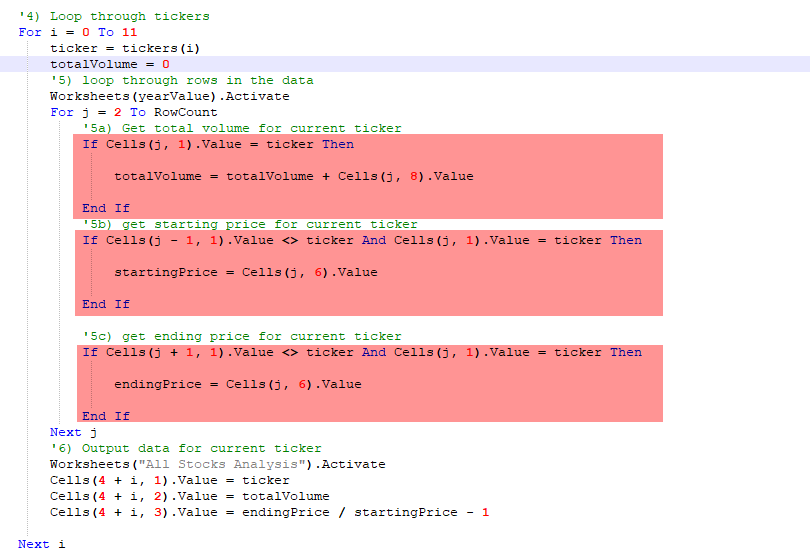 '4) Loop through tickers
For i = 0 To 11
ticker = tickers(i)
totalVolume = 0
'5) loop through rows in the data
Worksheets(yearValue).Activate
For j = 2 To RowCount
'5a) Get total volume for current ticker
If Cells(j, 1).Value = ticker Then
totalVolume = totalVolume + Cells(j, 8).Value
End If
'5b) get starting price for current ticker
If Cells(j - 1, 1).Value <> ticker And Cells(j, 1).Value = ticker Then
startingPrice = Cells(j, 6).Value
End If
'5c) get ending price for current ticker
If Cells(j + 1, 1).Value <> ticker And Cells(j, 1).Value = ticker Then
endingPrice = Cells(j, 6).Value
End If
Next j
'6) Output data for current ticker
Worksheets("All Stocks Analysis").Activate
Cells(4 + i, 1).Value = ticker
Cells(4 + i, 2).Value = totalVolume
Cells(4 + i, 3).Value = endingPrice / startingPrice - 1
Next i